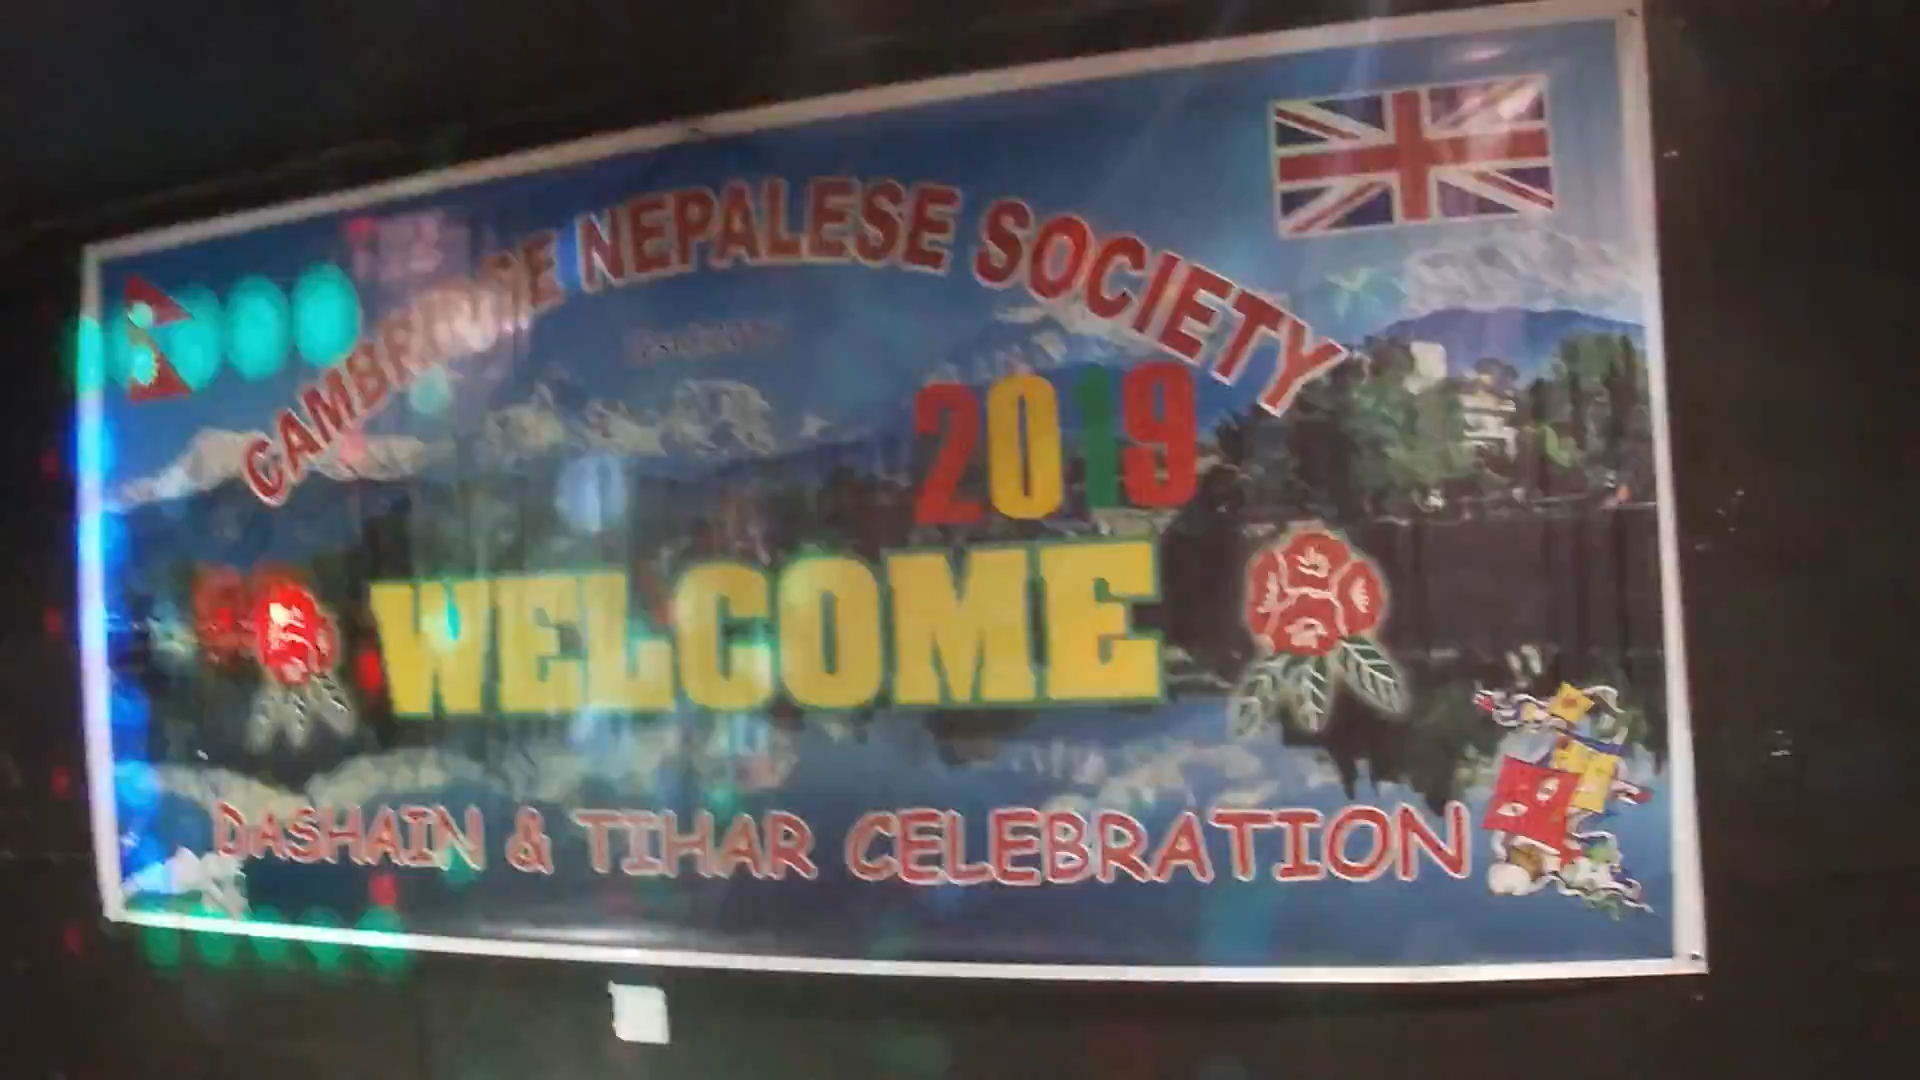 CAMBRIDGE NEPALESE SOCIETY
2019
WELCOME
DASHAIN & TIHAR CELEBRATION